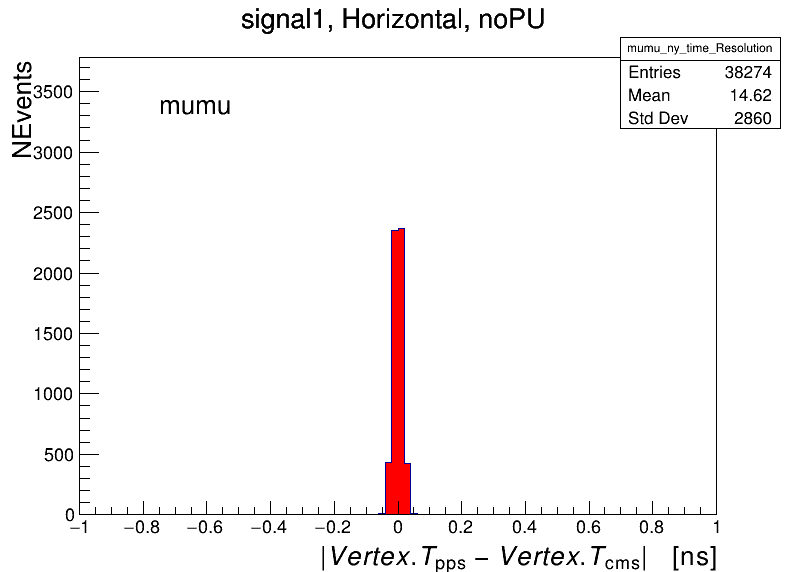 signal1, Horizontal, noPU
mumu_ny_time_Resolution
Entries 38274
Mean 14.62
Std Dev 2860
mumu
NEvents
3500
3000
2500
2000
1500
1000
500
0
−1 −0.8 −0.6 −0.4 −0.2 0 0.2 0.4 0.6 0.8 1
|Vertex.Tpps − Vertex.Tcms| [ns]